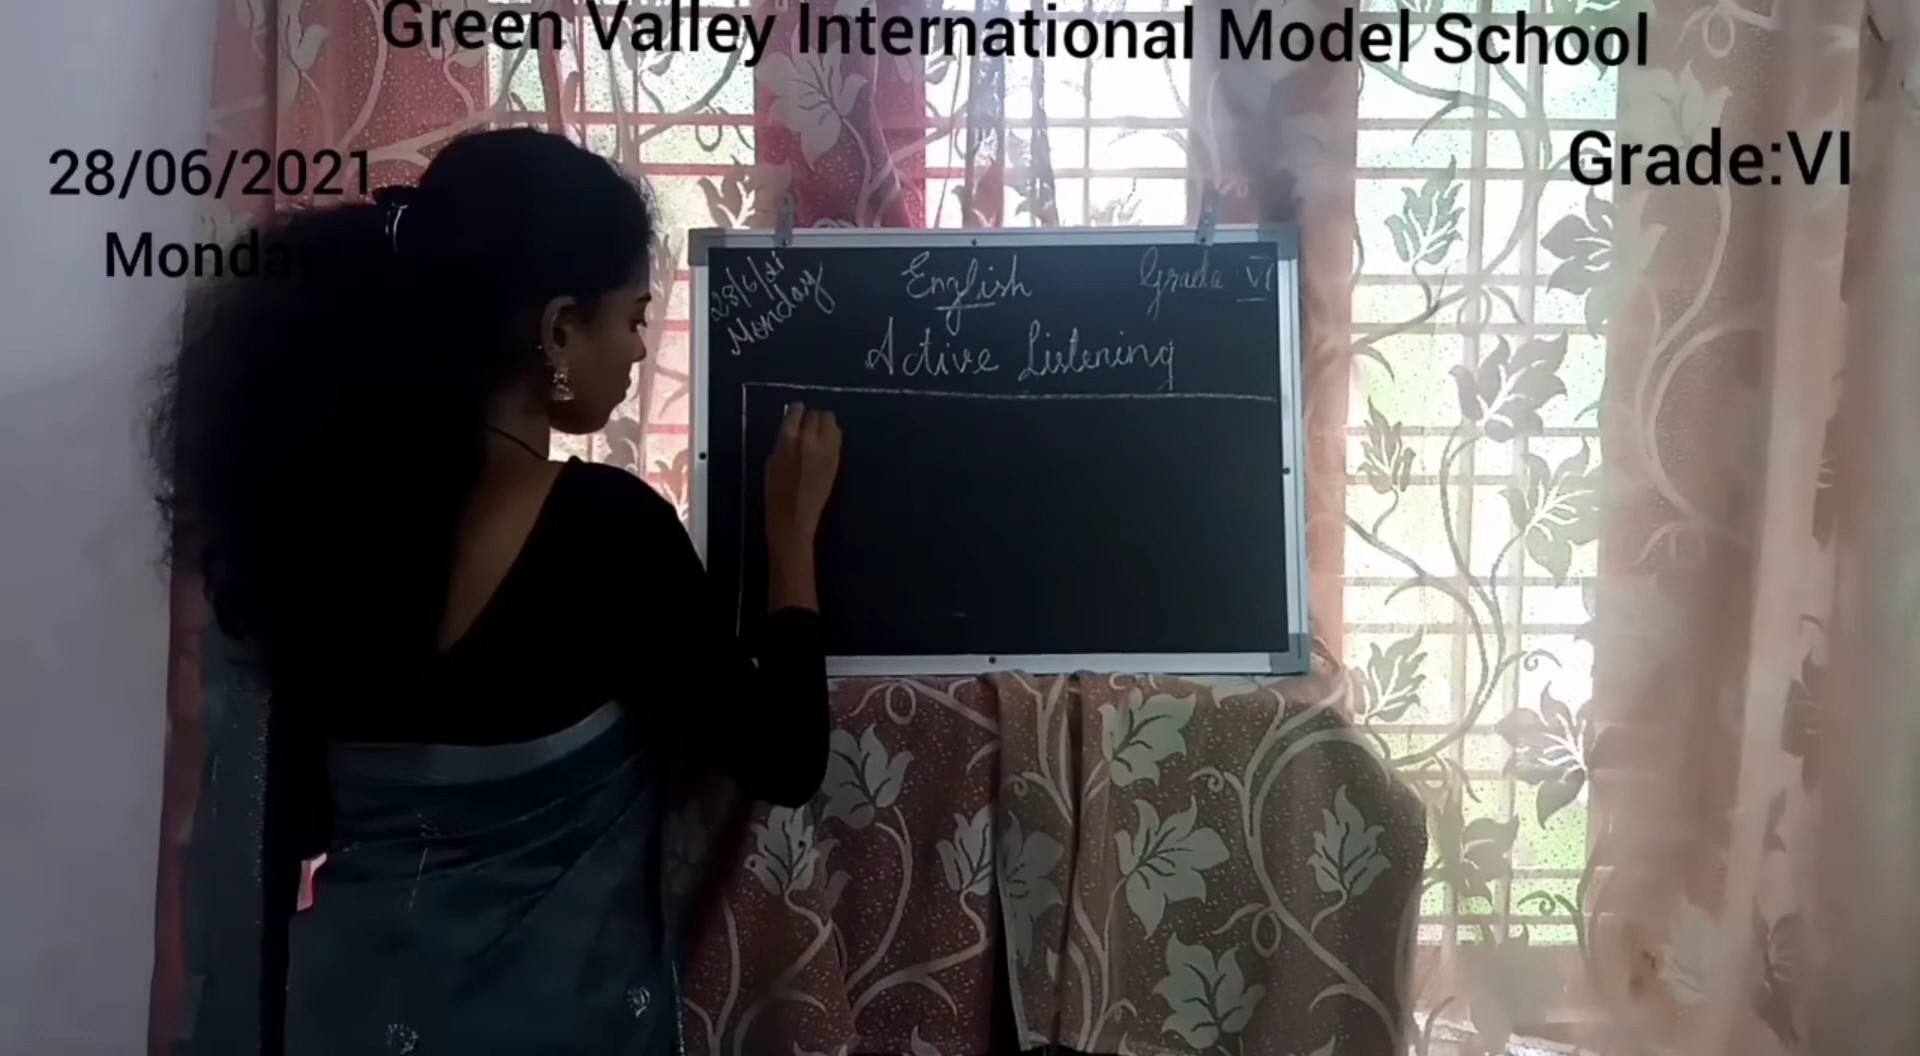 Green Valley International Model School
28/06/2021
Monday
Grade:VI
28/6/21
Monday
English
Grade VI
Active Listening